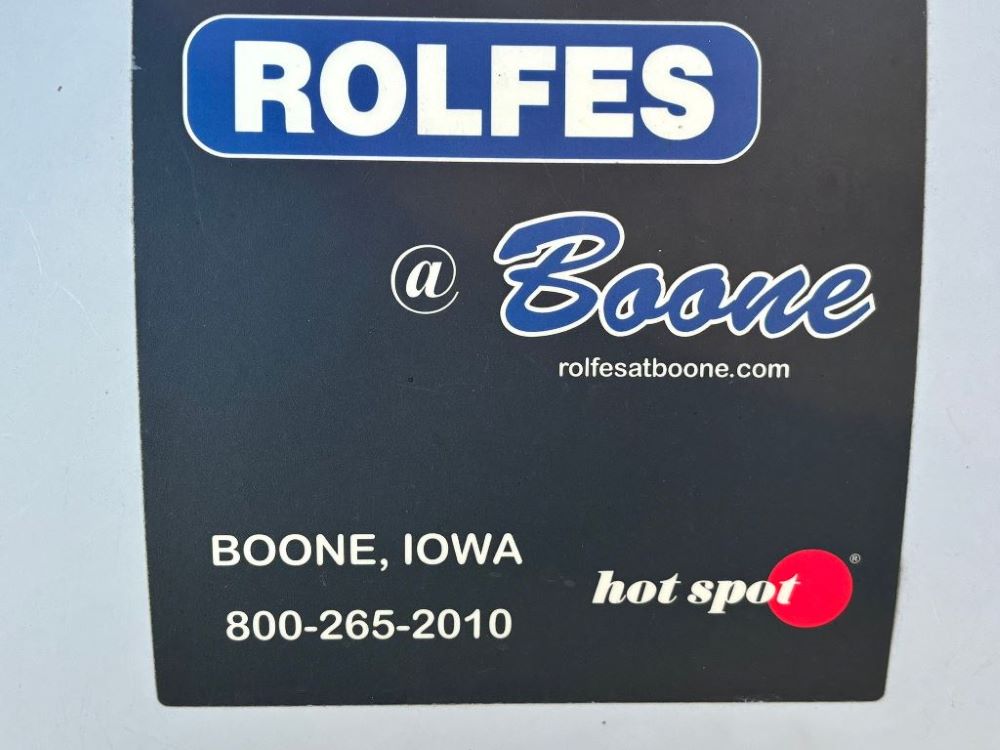 ROLFES
@ Boone
rolfesatboone.com
BOONE, IOWA
800-265-2010
hot spot®